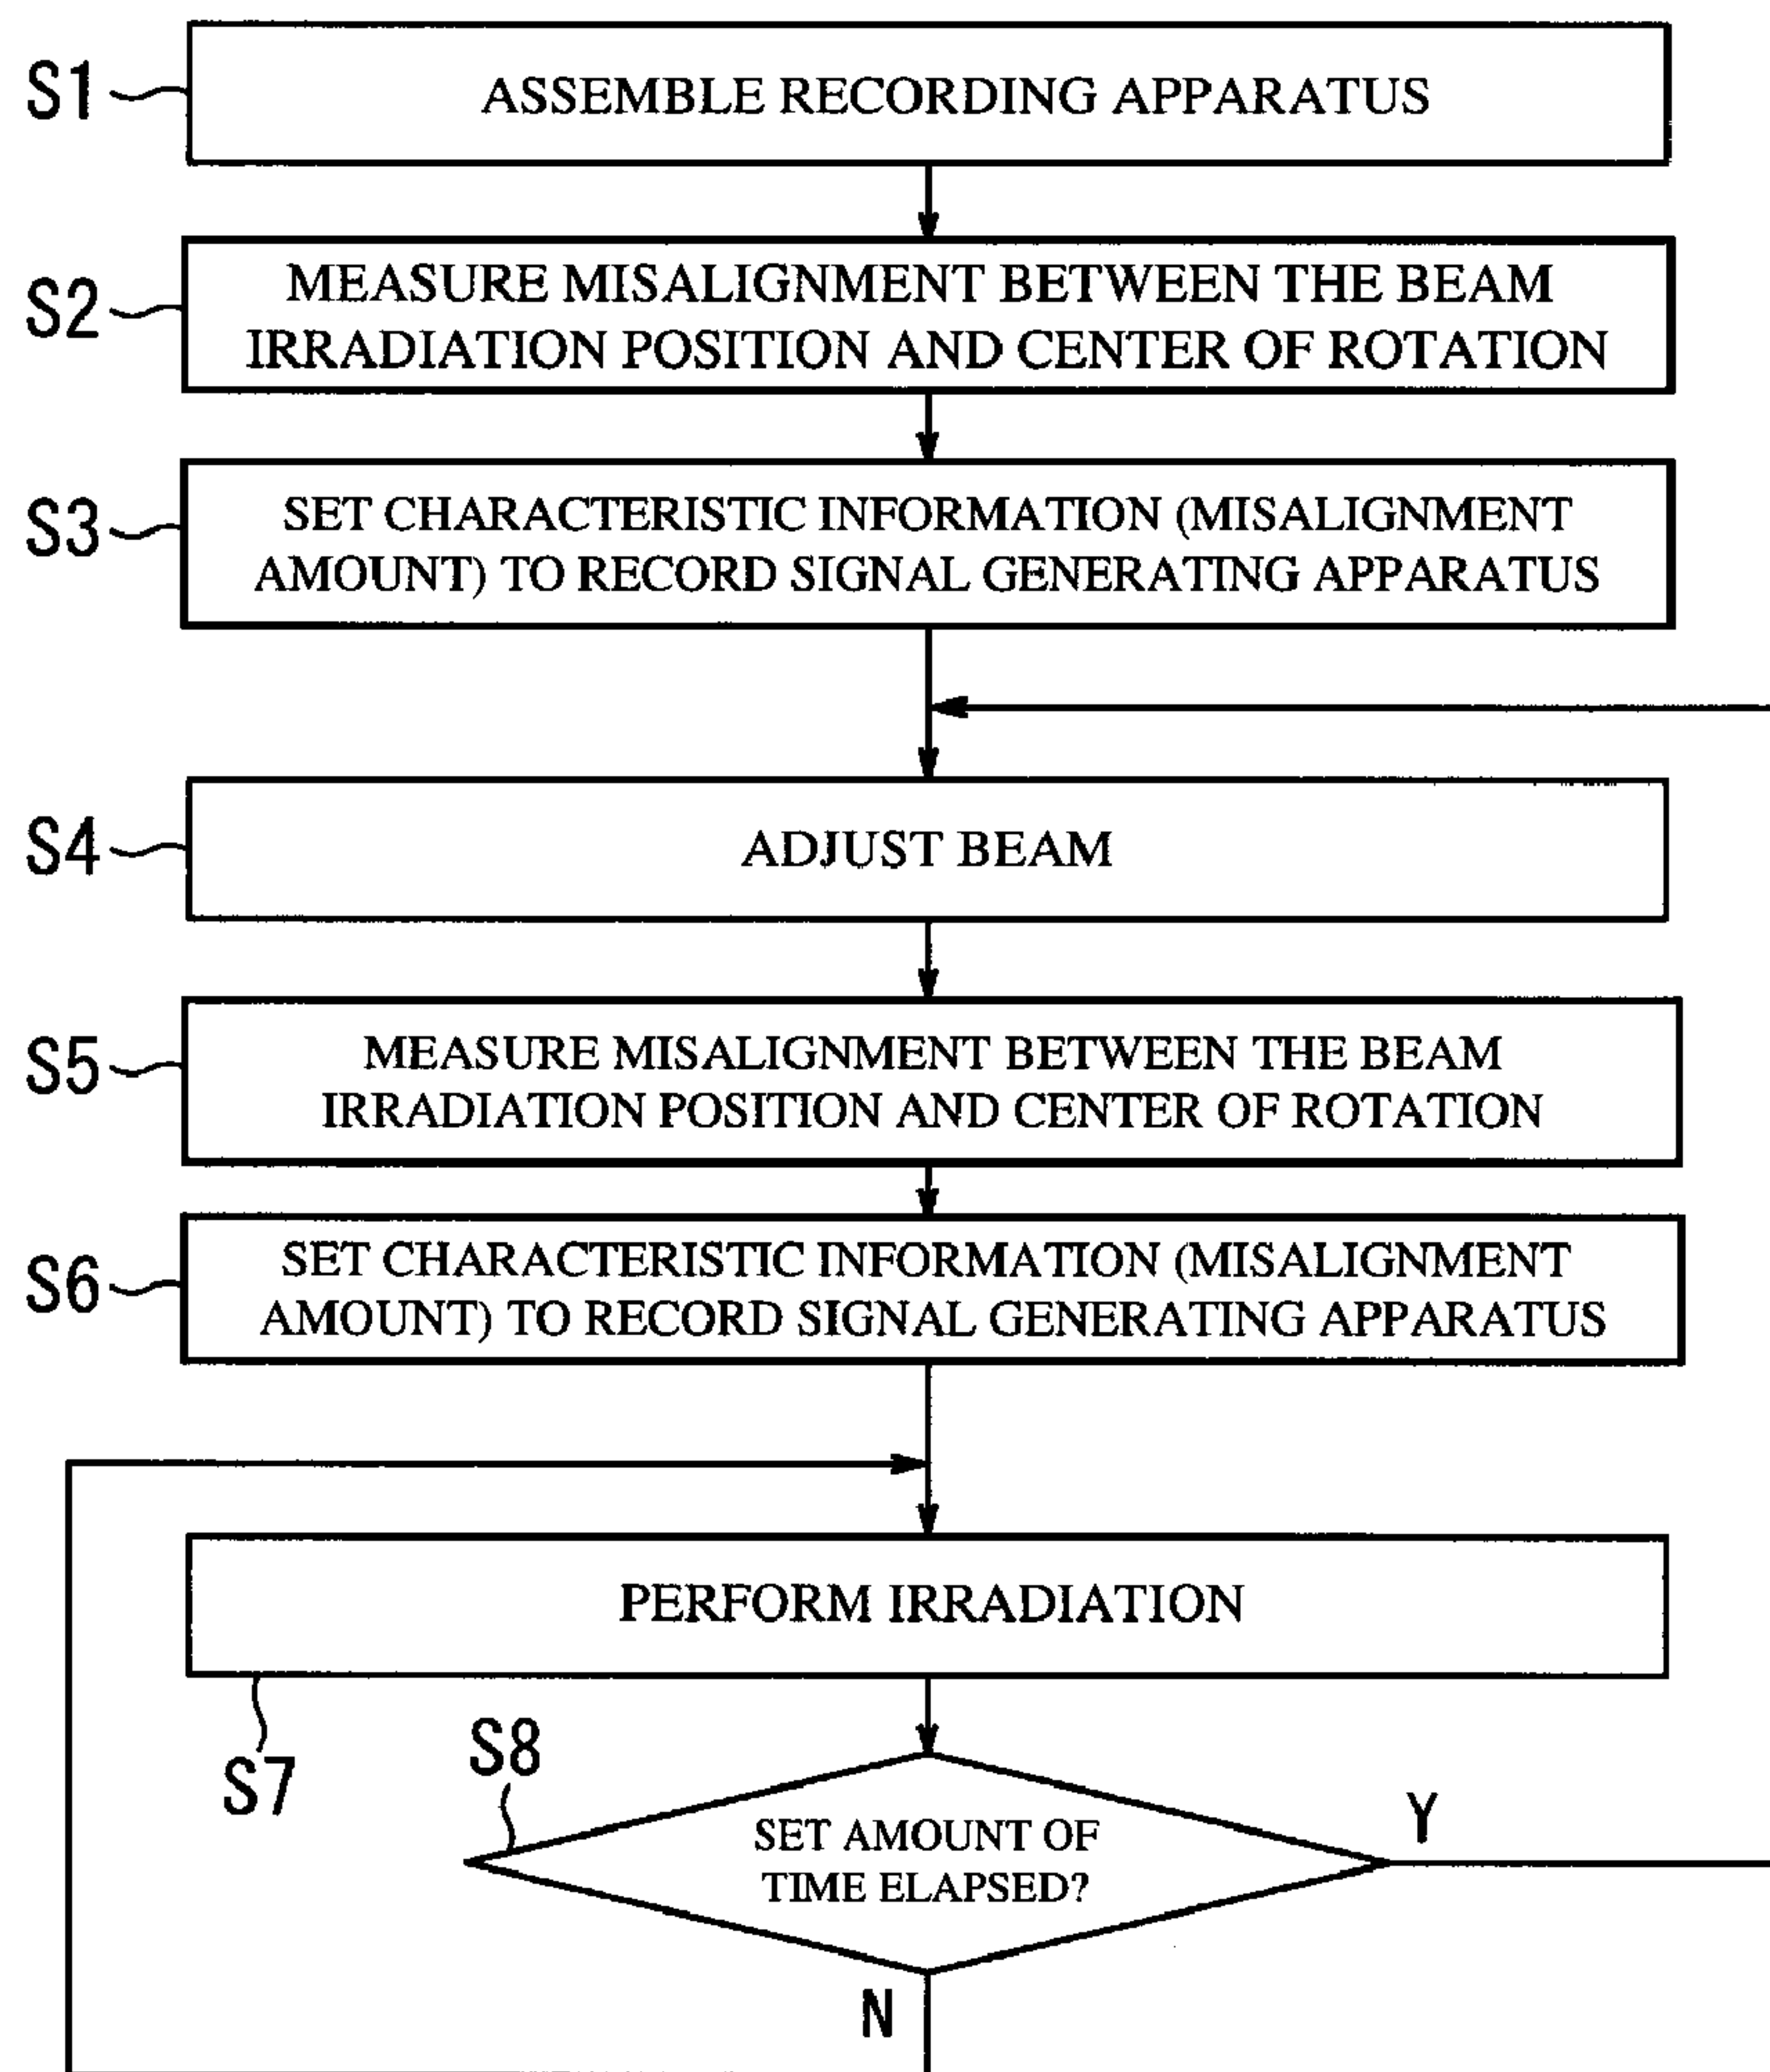 S1
ASSEMBLE RECORDING APPARATUS
S2
MEASURE MISALIGNMENT BETWEEN THE BEAM
IRRADIATION POSITION AND CENTER OF ROTATION
S3
SET CHARACTERISTIC INFORMATION (MISALIGNMENT
AMOUNT) TO RECORD SIGNAL GENERATING APPARATUS
S4
ADJUST BEAM
S5
MEASURE MISALIGNMENT BETWEEN THE BEAM
IRRADIATION POSITION AND CENTER OF ROTATION
S6
SET CHARACTERISTIC INFORMATION (MISALIGNMENT
AMOUNT) TO RECORD SIGNAL GENERATING APPARATUS
PERFORM IRRADIATION
S7
S8
SET AMOUNT OF
TIME ELAPSED?
Y
N